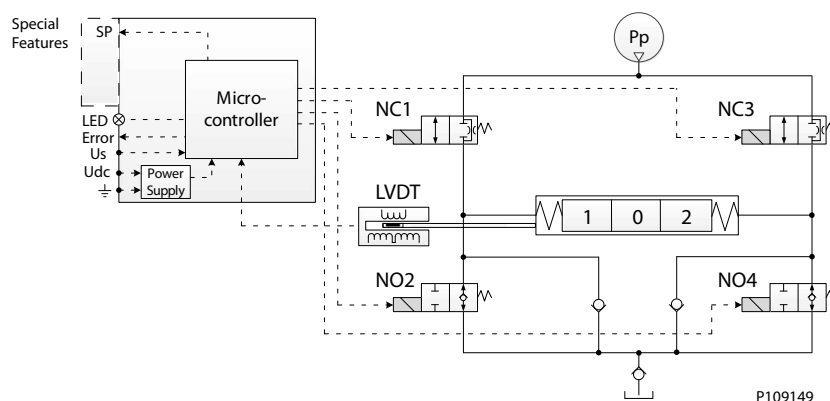 Special
Features
SP
Pp
Micro-
controller
NC1
NC3
LED
Error
Us
Udc
Power
Supply
LVDT
1 0 2
NO2
NO4
P109149